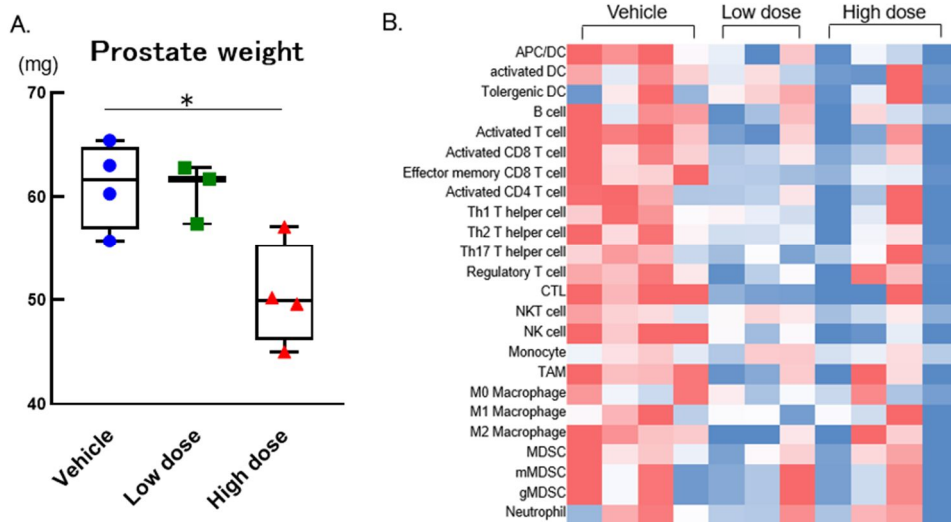 A.
Prostate weight
(mg)
70
*
60
50
40
Vehicle
Low dose
High dose
B.
Vehicle
Low dose
High dose
APC/DC
activated DC
Tolergenic DC
B cell
Activated T cell
Activated CD8 T cell
Effector memory CD8 T cell
Activated CD4 T cell
Th1 T helper cell
Th2 T helper cell
Th17 T helper cell
Regulatory T cell
CTL
NKT cell
NK cell
Monocyte
TAM
M0 Macrophage
M1 Macrophage
M2 Macrophage
MDSC
mMDSC
gMDSC
Neutrophil